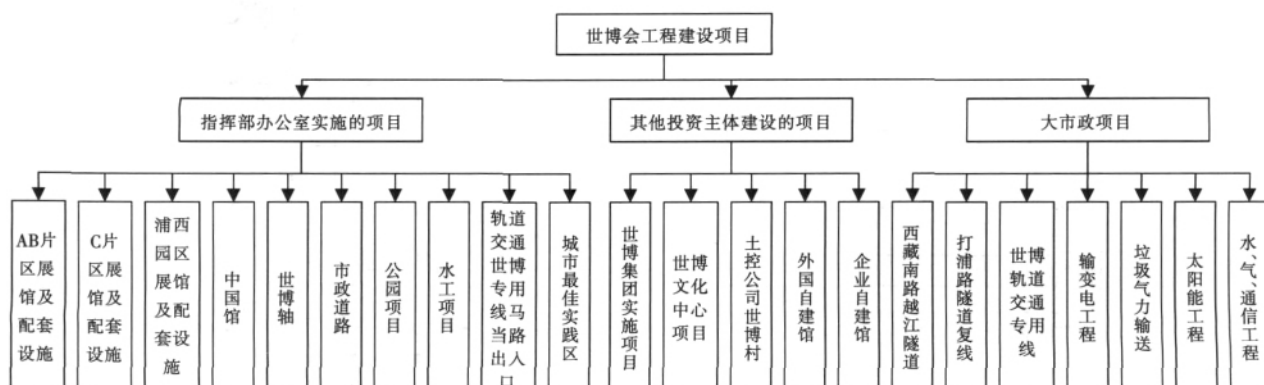 世博会工程建设项目
指挥部办公室实施的项目
其他投资主体建设的项目
大市政项目
AB片区展馆及配套设施
C片区展馆及配套设施
浦西园区展馆及配套设施
中国馆
世博轴
市政道路
公园项目
水工项目
轨道交通世博专用线马当路出入口
城市最佳实践区
世博集团实施项目
世博文化中心项目
土控公司世博村
外国自建馆
企业自建馆
西藏南路越江隧道
打浦路隧道复线
世博轨道交通专用线
输变电工程
垃圾气力输送
太阳能工程
水、气、通信工程